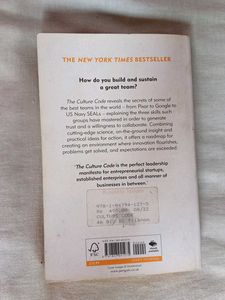 THE NEW YORK TIMES BESTSELLER
How do you build and sustain
a great team?
The Culture Code reveals the secrets of some of
the best teams in the world – from Pixar to Google to
US Navy SEALs – explaining the three skills such
groups have mastered in order to generate
trust and a willingness to collaborate. Combining
cutting-edge science, on-the-ground insight and
practical ideas for action, it offers a roadmap for
creating an environment where innovation flourishes,
problems get solved, and expectations are exceeded.
'The Culture Code is the perfect leadership
manifesto for entrepreneurial startups,
established enterprises and all manner of
businesses in between.'
CULTURE CODE
FSC